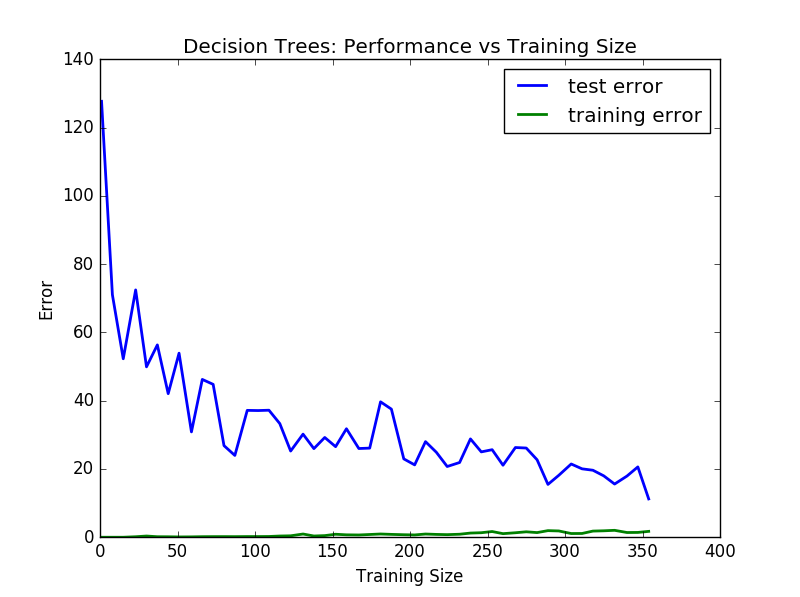 Decision Trees: Performance vs Training Size
140
120
100
80
60
40
20
0
Error
test error
training error
0 50 100 150 200 250 300 350 400
Training Size